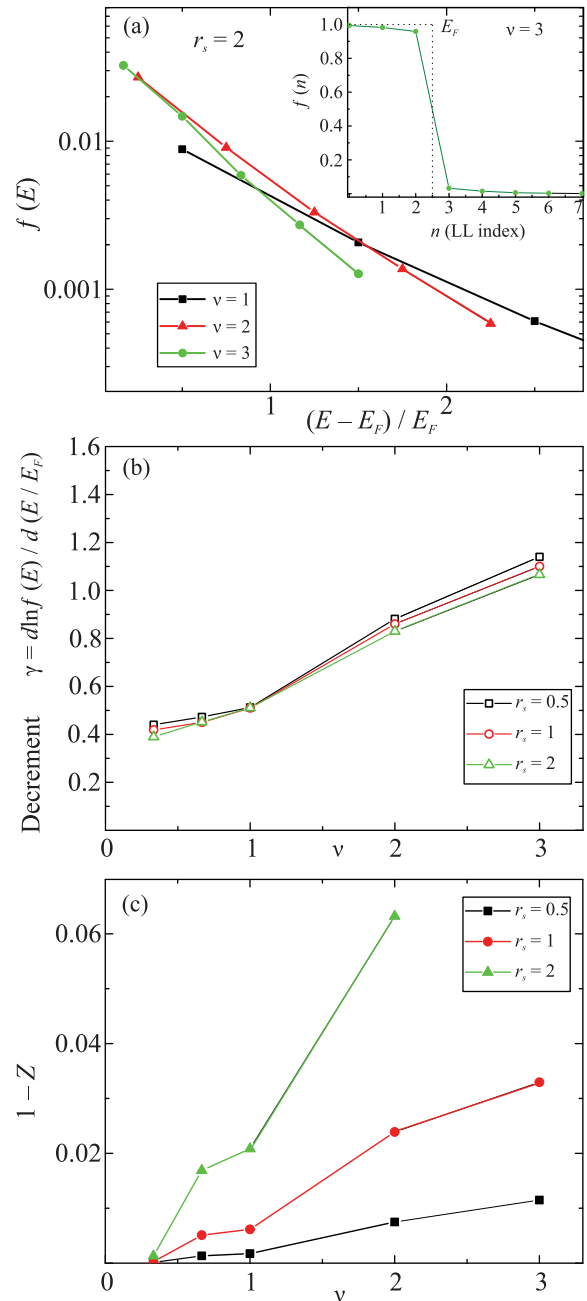 (a)
r_s = 2
f (E)
0.01
0.001
ν = 1
ν = 2
ν = 3
1
2
(E – E_F) / E_F
E_F
ν = 3
f (n)
1.0
0.8
0.6
0.4
0.2
0
1
2
3
4
5
6
7
n (LL index)
(b)
Decrement γ = dlnf (E) / d (E / E_F)
1.6
1.4
1.2
1.0
0.8
0.6
0.4
0.2
r_s = 0.5
r_s = 1
r_s = 2
0
1
ν
2
3
(c)
1 – Z
0.06
0.04
0.02
r_s = 0.5
r_s = 1
r_s = 2
0
1
ν
2
3